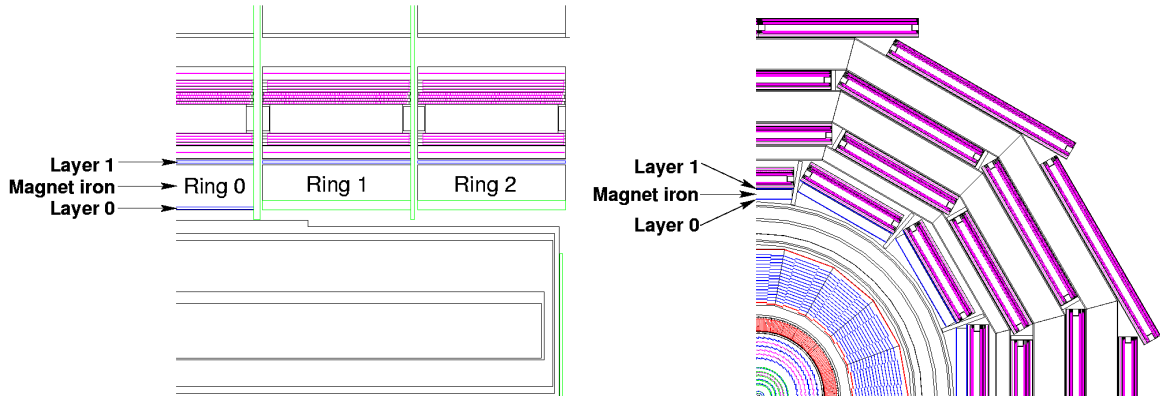 Layer 1
Magnet iron
Layer 0
Ring 0
Ring 1
Ring 2
Layer 1
Magnet iron
Layer 0